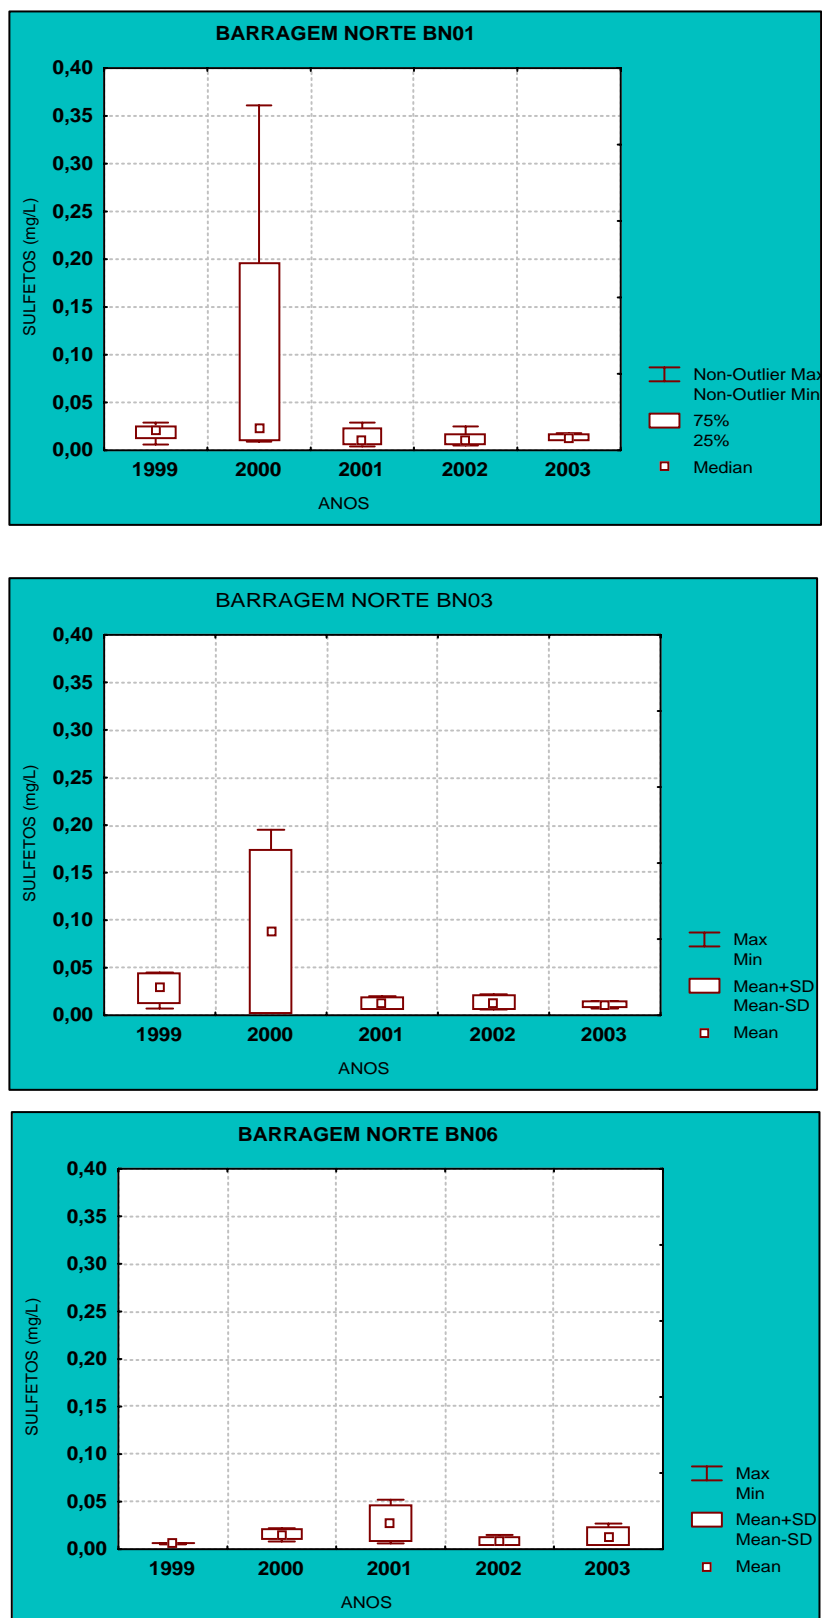 BARRAGEM NORTE BN01
SULFETOS (mg/L)
0,40
0,35
0,30
0,25
0,20
0,15
0,10
0,05
0,00
1999 2000 2001 2002 2003
ANOS
Non-Outlier Max
Non-Outlier Min
75%
25%
Median
BARRAGEM NORTE BN03
SULFETOS (mg/L)
0,40
0,35
0,30
0,25
0,20
0,15
0,10
0,05
0,00
1999 2000 2001 2002 2003
ANOS
Max
Min
Mean+SD
Mean-SD
Mean
BARRAGEM NORTE BN06
SULFETOS (mg/L)
0,40
0,35
0,30
0,25
0,20
0,15
0,10
0,05
0,00
1999 2000 2001 2002 2003
ANOS
Max
Min
Mean+SD
Mean-SD
Mean